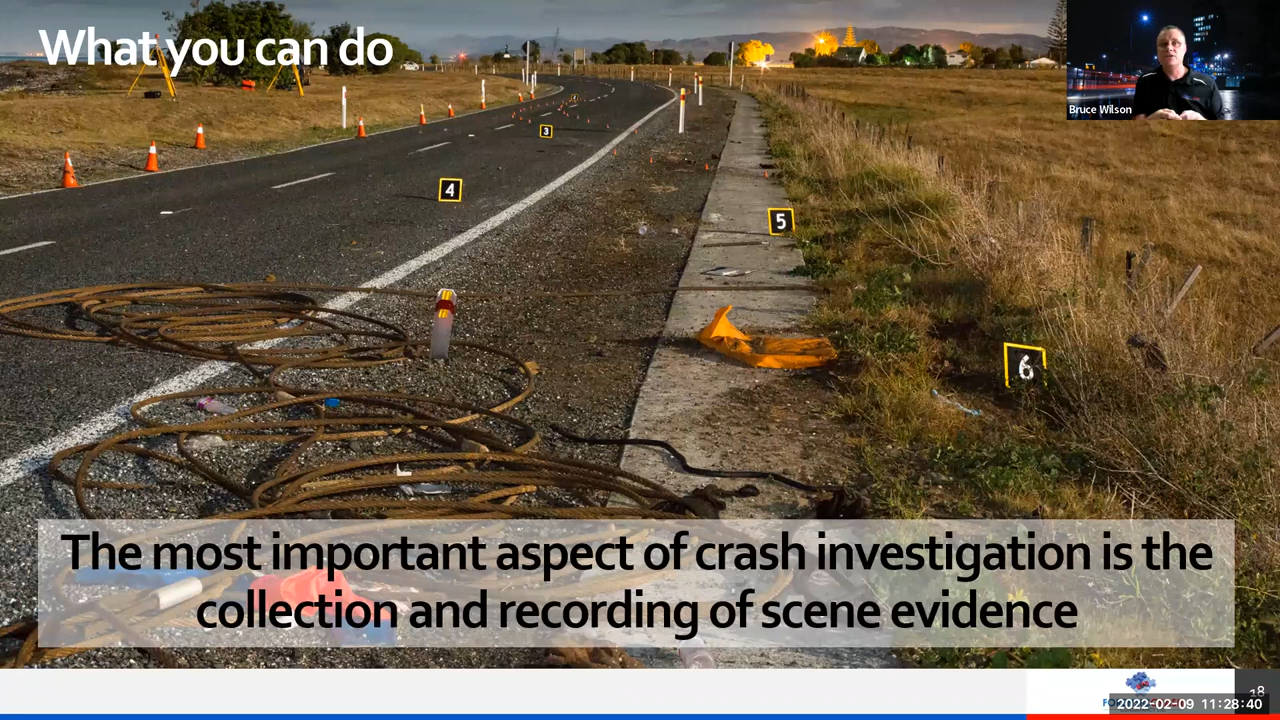 What you can do
Bruce Wilson
3
4
5
6
The most important aspect of crash investigation is the
collection and recording of scene evidence
18
2022-02-09 11:28:40